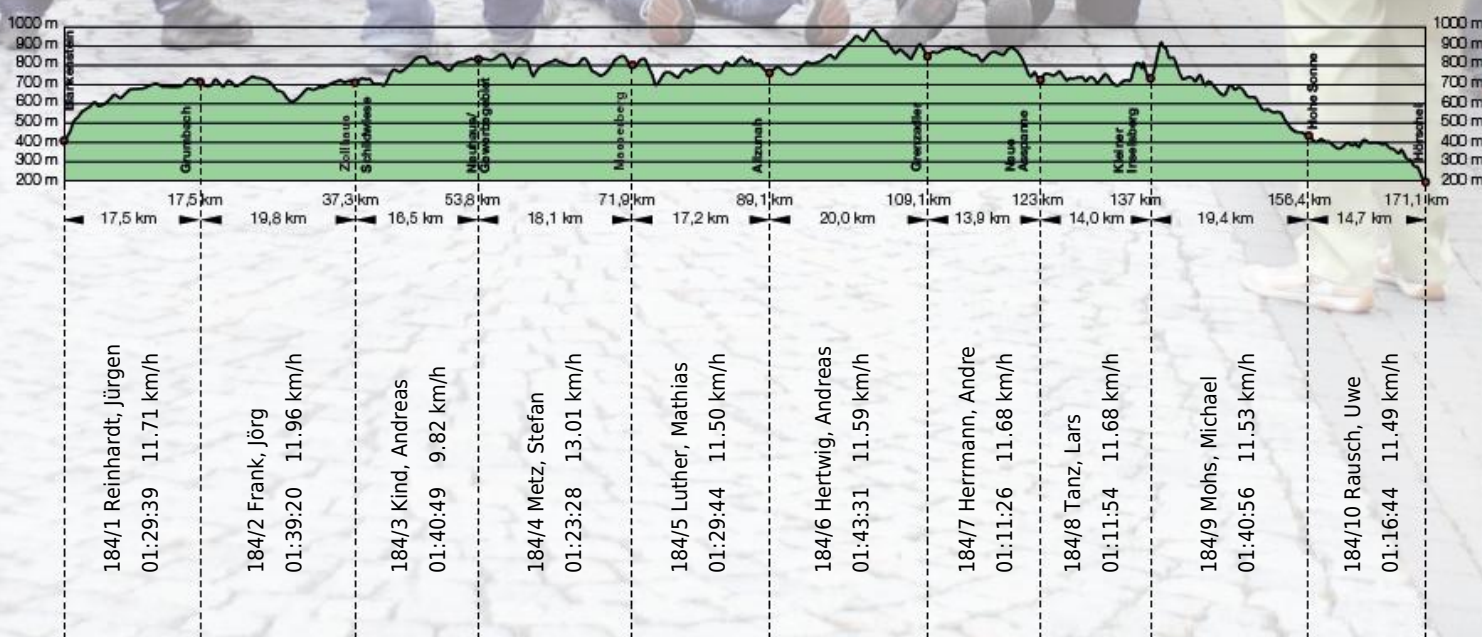 1000 m
900 m
800 m
700 m
600 m
500 m
400 m
300 m
200 m
1000 m
900 m
800 m
700 m
600 m
500 m
400 m
300 m
200 m
Blankenstein
Grumbach
Zollhaus
Schildwiese
Neuhaus/
Gewerbegebiet
Masserberg
Allzunah
Grenzadler
Neue
Ausspanne
Kleiner
Inselsberg
Hohe Sonne
Hörschel
17,5 km
37,3 km
53,8 km
71,9 km
89,1 km
109,1 km
123 km
137 km
156,4 km
171,1 km
17,5 km
19,8 km
16,5 km
18,1 km
17,2 km
20,0 km
13,9 km
14,0 km
19,4 km
14,7 km
184/1 Reinhardt, Jürgen
01:29:39 11.71 km/h
184/2 Frank, Jörg
01:39:20 11.96 km/h
184/3 Kind, Andreas
01:40:49 9.82 km/h
184/4 Metz, Stefan
01:23:28 13.01 km/h
184/5 Luther, Mathias
01:29:44 11.50 km/h
184/6 Hertwig, Andreas
01:43:31 11.59 km/h
184/7 Herrmann, Andre
01:11:26 11.68 km/h
184/8 Tanz, Lars
01:11:54 11.68 km/h
184/9 Mohs, Michael
01:40:56 11.53 km/h
184/10 Rausch, Uwe
01:16:44 11.49 km/h